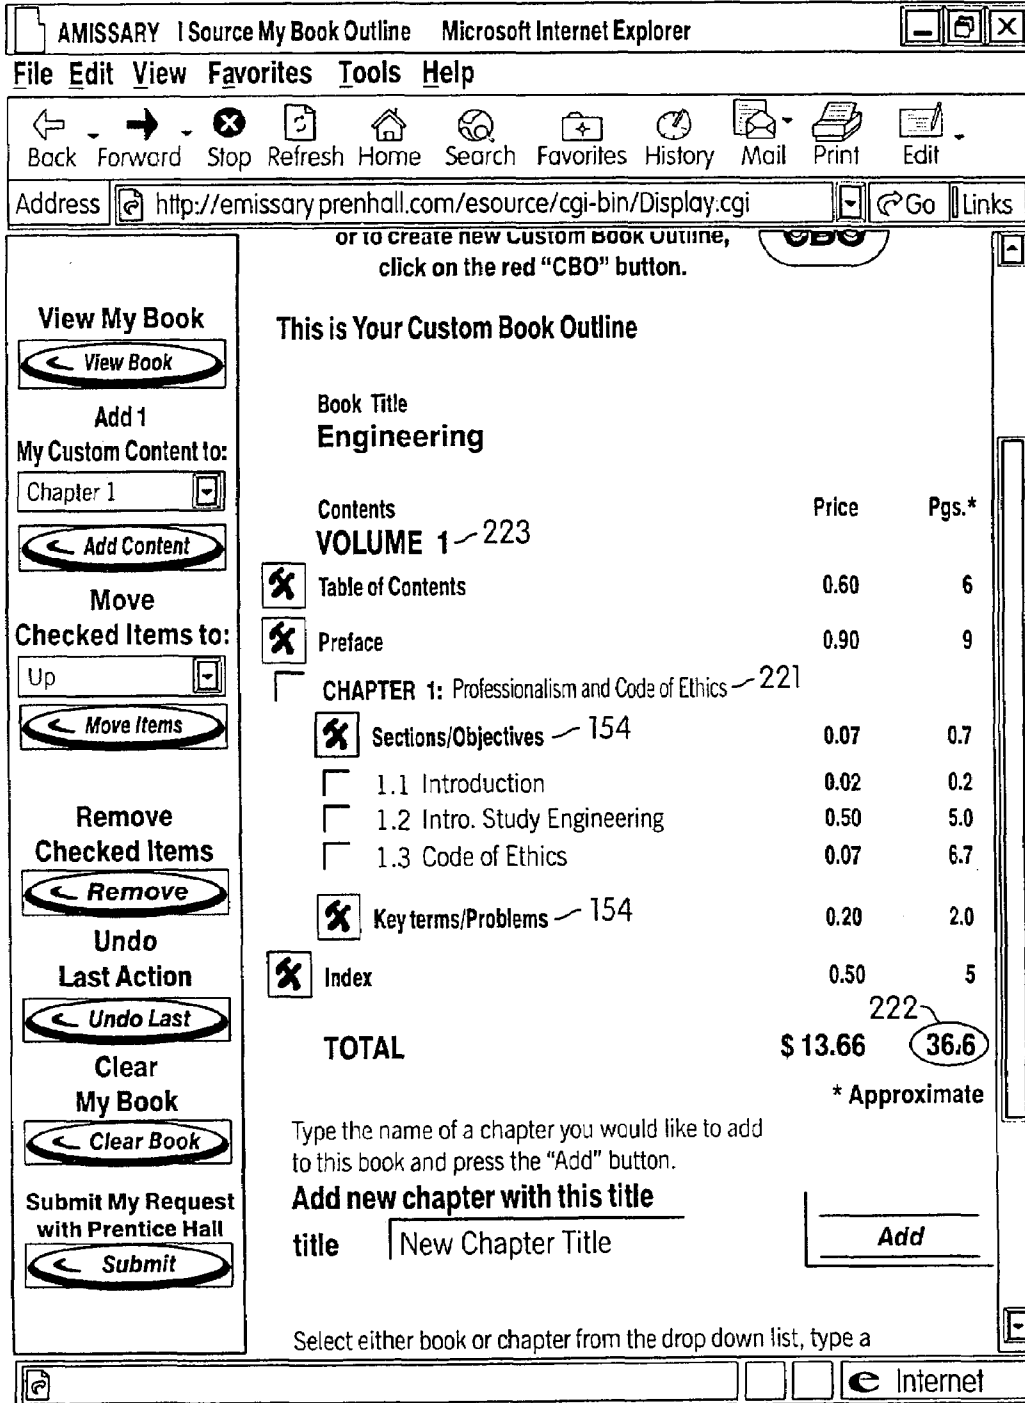 AMISSARY I Source My Book Outline Microsoft Internet Explorer
File Edit View Favorites Tools Help
Back Forword Stop Refresh Home Search Favorites History Mail Print Edit
Address http://emissary prenhall.com/esource/cgi-bin/Display.cgi Go Links
or to create new Custom Book Outline,
click on the red “CBO” button.
CBO
View My Book
View Book
Add 1
My Custom Content to:
Chapter 1
Add Content
Move
Checked Items to:
Up
Move Items
Remove
Checked Items
Remove
Undo
Last Action
Undo Last
Clear
My Book
Clear Book
Submit My Request
with Prentice Hall
Submit
This is Your Custom Book Outline
Book Title
Engineering
Contents Price Pgs.*
VOLUME 1 223
Table of Contents 0.60 6
Preface 0.90 9
CHAPTER 1: Professionalism and Code of Ethics 221
Sections/Objectives 154 0.07 0.7
1.1 Introduction 0.02 0.2
1.2 Intro. Study Engineering 0.50 5.0
1.3 Code of Ethics 0.07 6.7
Key terms/Problems 154 0.20 2.0
Index 0.50 5
222
TOTAL $ 13.66 36.6
* Approximate
Type the name of a chapter you would like to add
to this book and press the “Add” button.
Add new chapter with this title
title New Chapter Title Add
Select either book or chapter from the drop down list, type a
e Internet